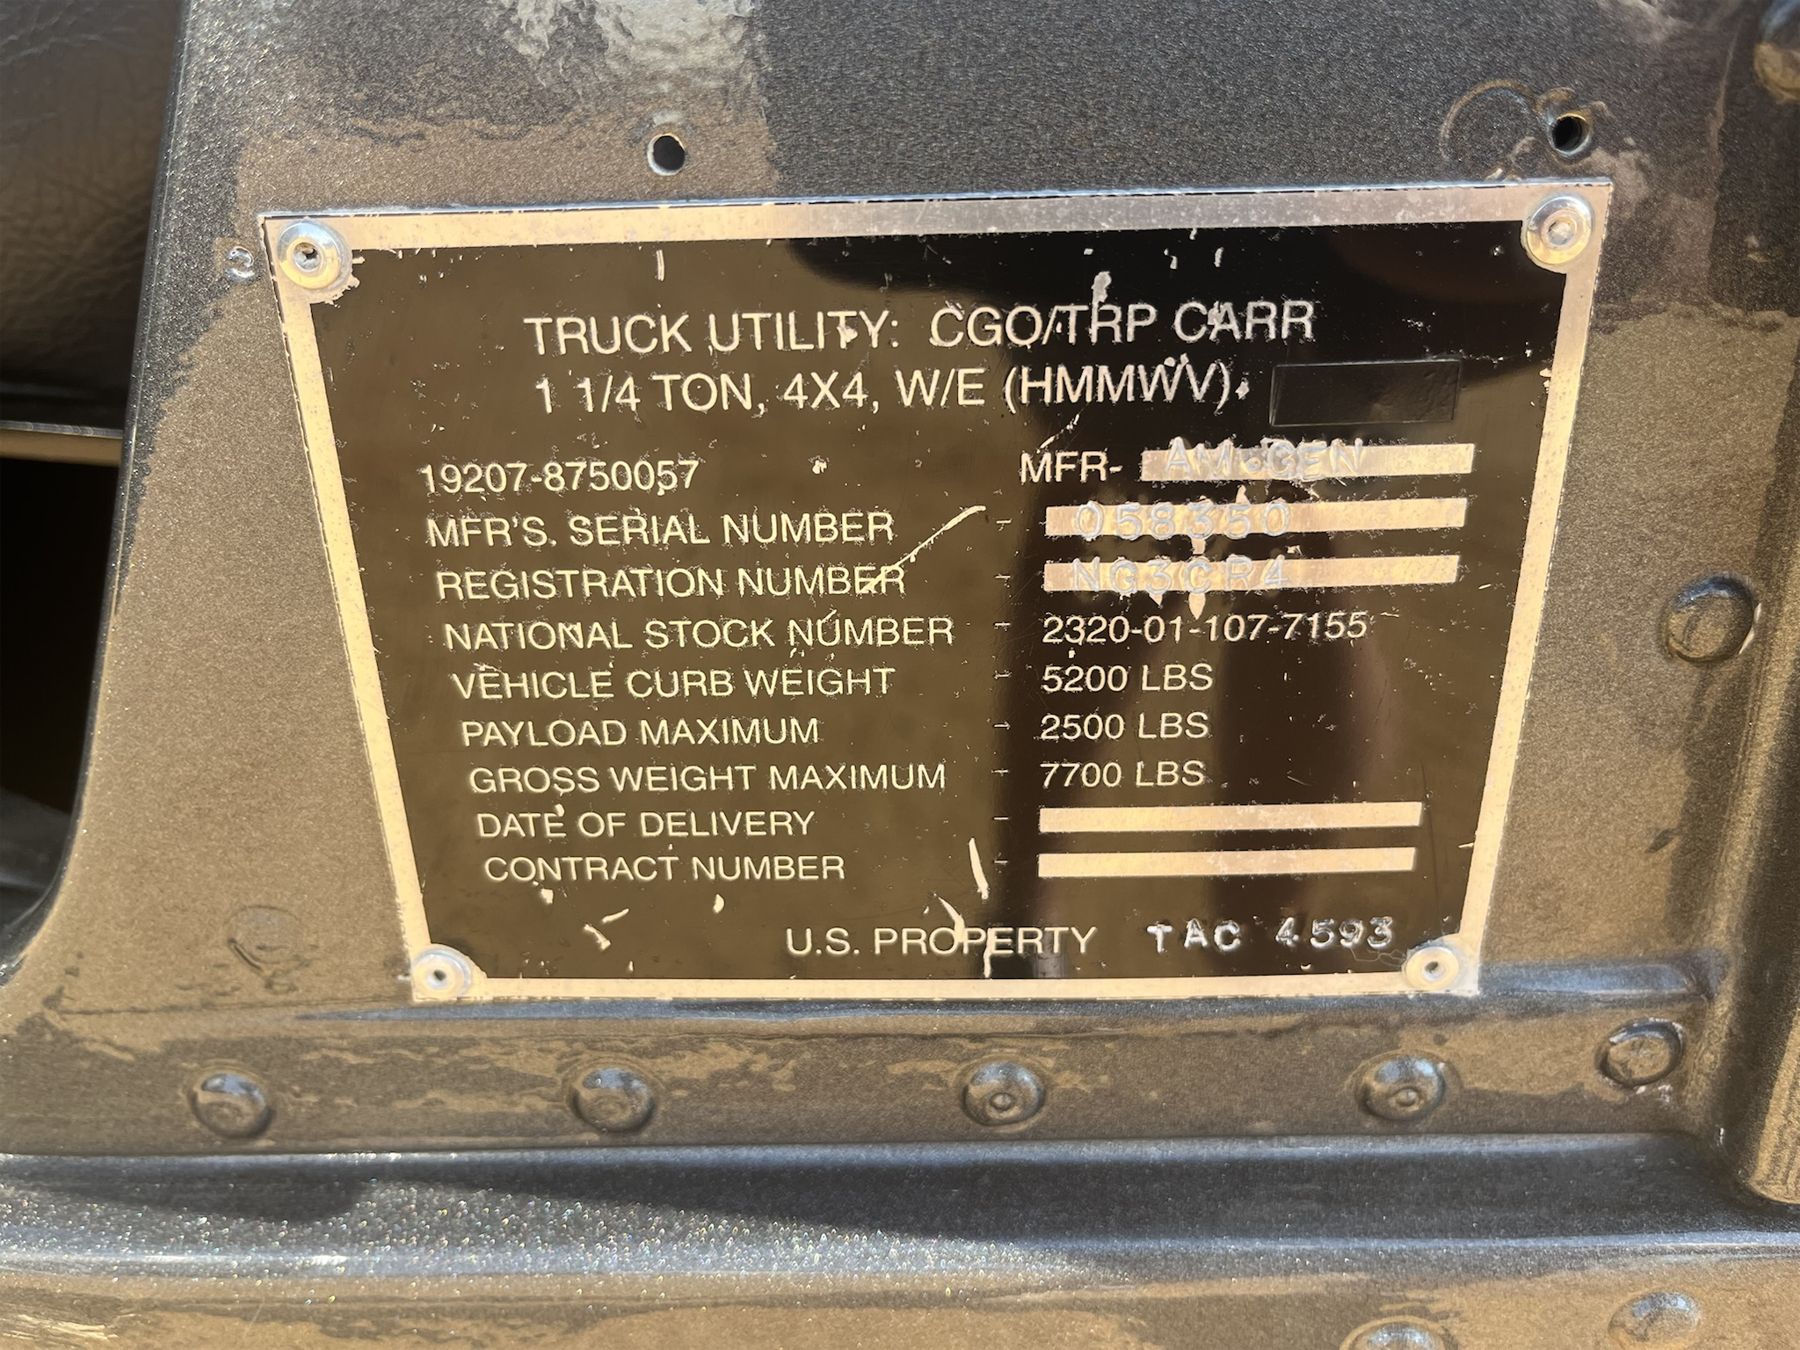 TRUCK UTILITY: CGO/TRP CARR
1 1/4 TON, 4X4, W/E (HMMWV),
19207-8750057 MFR- AM.GEN
MFR'S. SERIAL NUMBER - 058350
REGISTRATION NUMBER - NG3CR4
NATIONAL STOCK NUMBER - 2320-01-107-7155
VEHICLE CURB WEIGHT - 5200 LBS
PAYLOAD MAXIMUM - 2500 LBS
GROSS WEIGHT MAXIMUM - 7700 LBS
DATE OF DELIVERY -
CONTRACT NUMBER -
U.S. PROPERTY TAC 4593